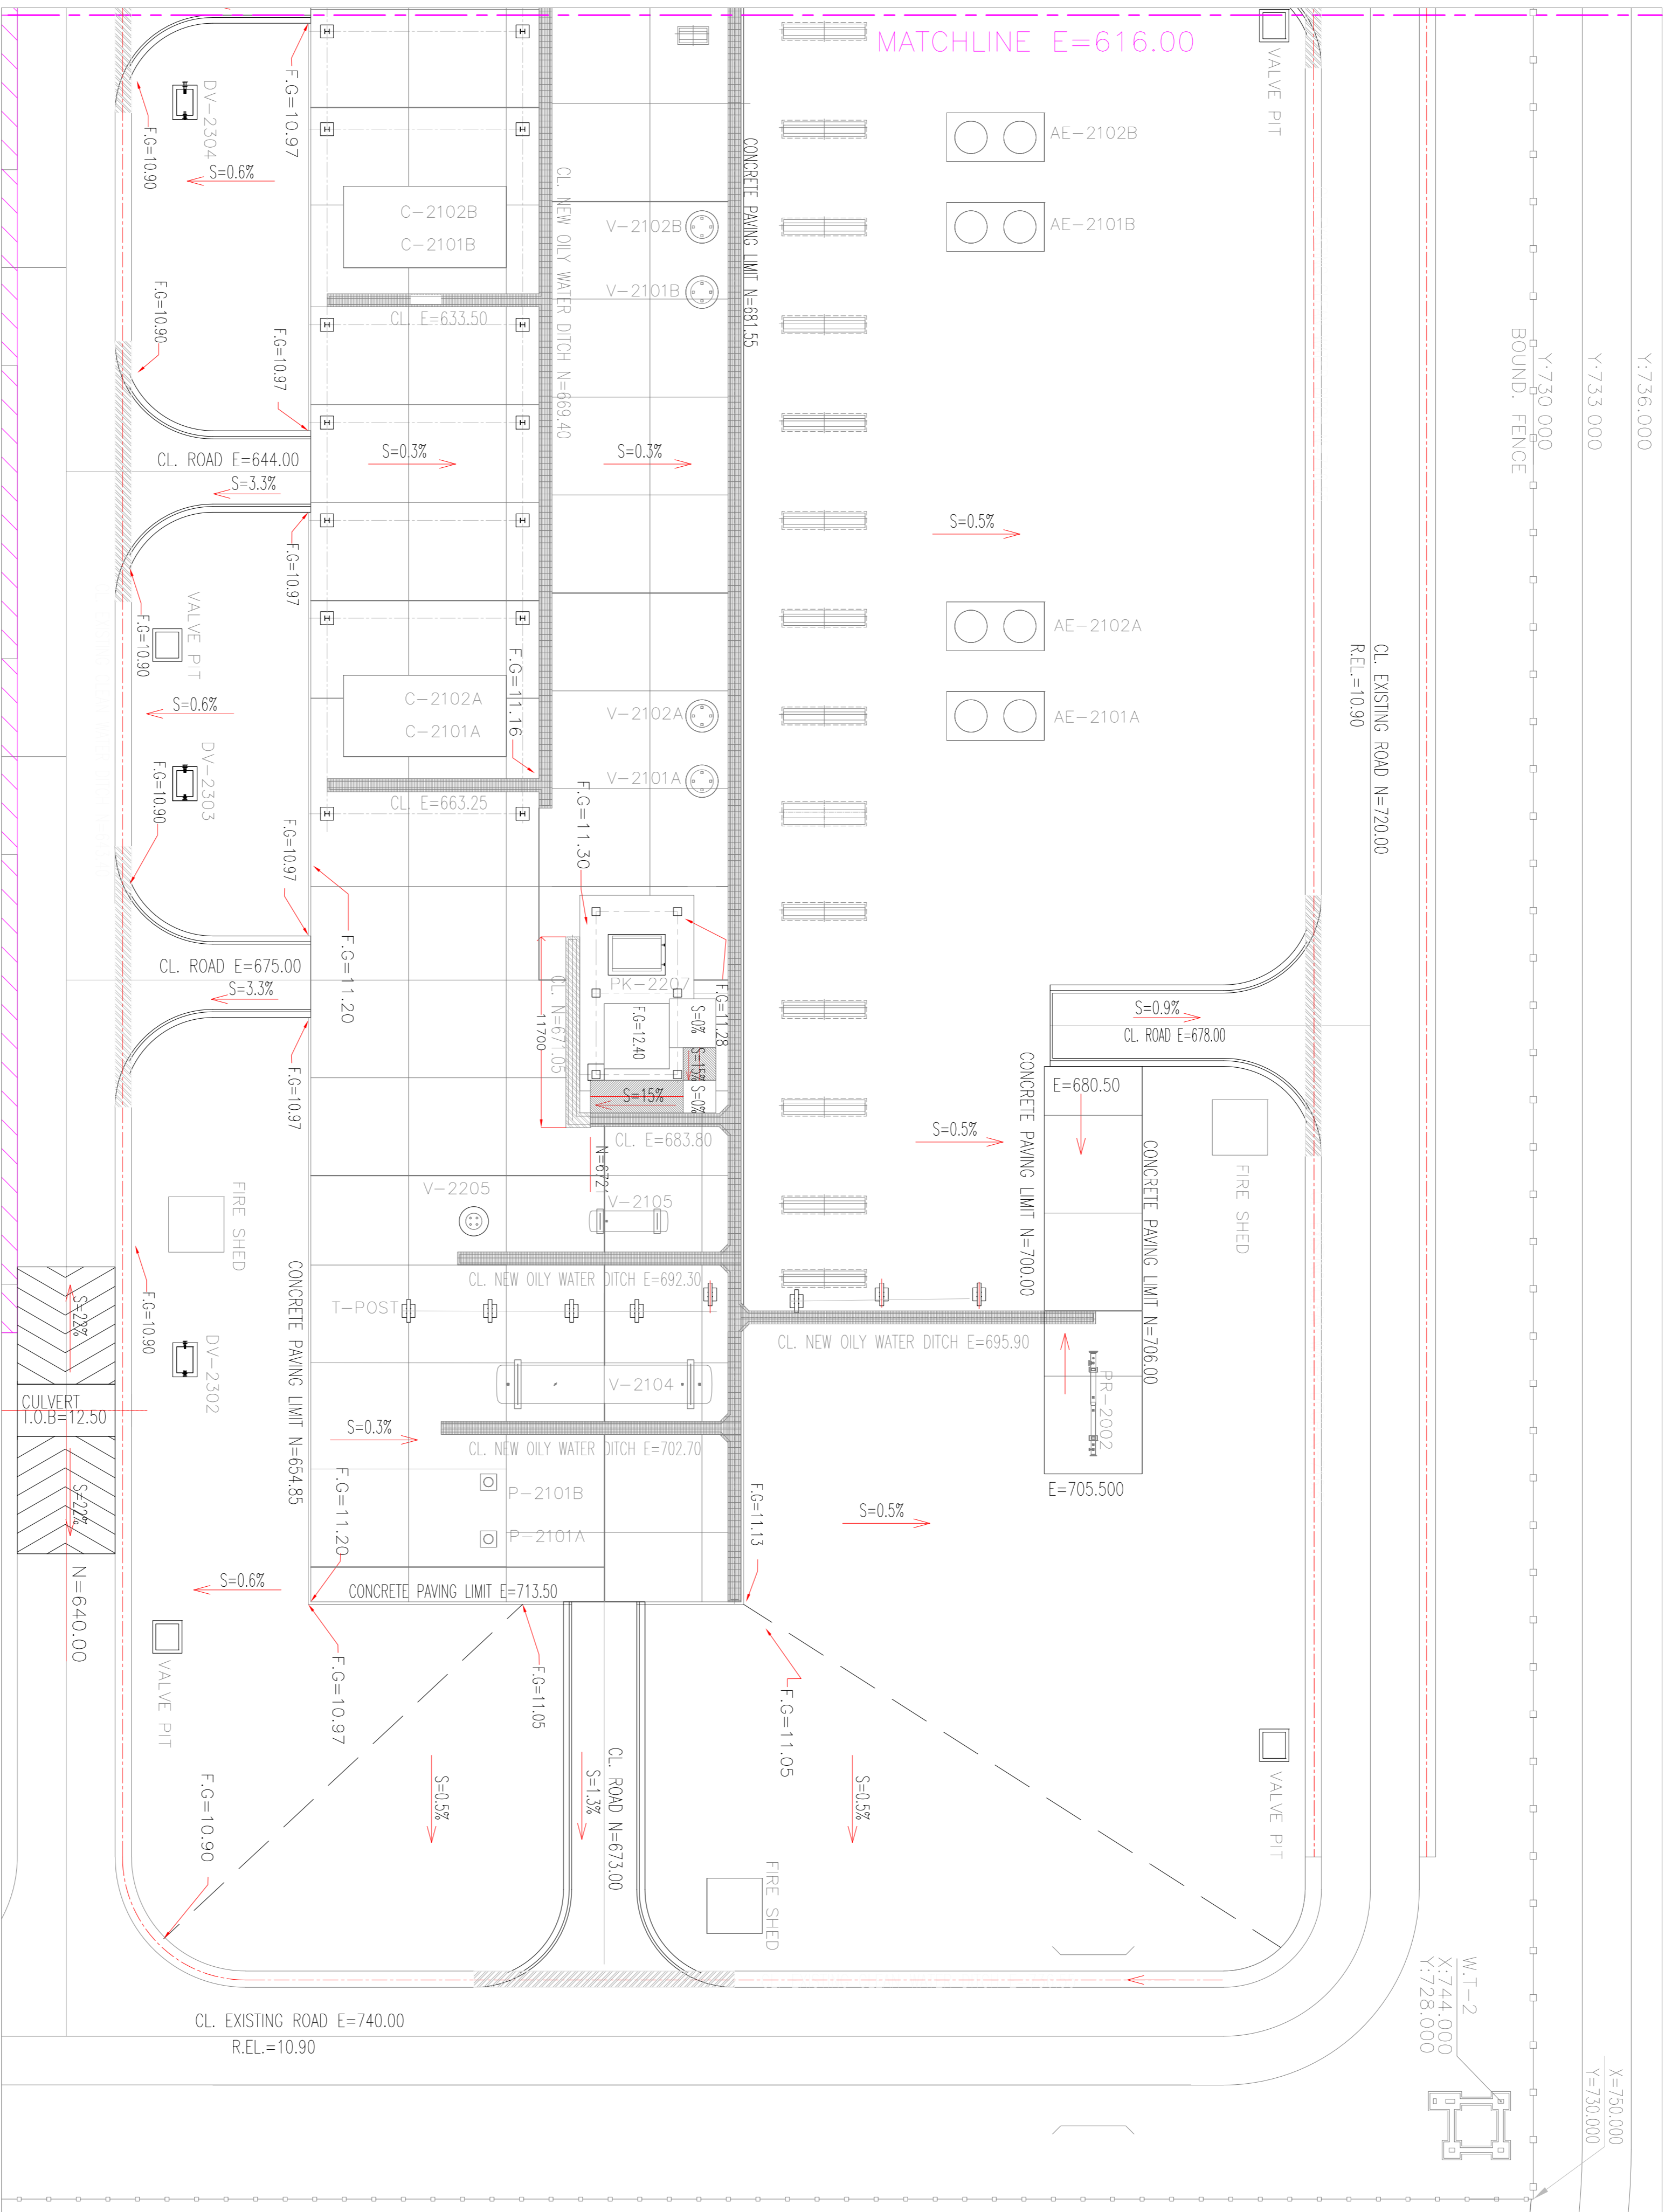 MATCHLINE E=616.00
VALVE PIT
DV-2304
F.G=10.97
F.G=10.90
S=0.6%
AE-2102B
AE-2101B
CONCRETE PAVING LIMIT N=681.55
CL. NEW OILY WATER DITCH N=669.40
C-2102B
C-2101B
V-2102B
V-2101B
CL. E=633.50
F.G=10.90
F.G=10.97
BOUND. FENCE
Y:730.000
Y:733.000
Y:736.000
CL. ROAD E=644.00
S=3.3%
S=0.3%
S=0.3%
S=0.5%
F.G=10.97
F.G=10.90
VALVE PIT
S=0.6%
F.G=11.16
C-2102A
C-2101A
V-2102A
V-2101A
AE-2102A
AE-2101A
CL. EXISTING ROAD N=720.00
R.EL.=10.90
DV-2303
F.G=10.90
F.G=10.97
CL. E=663.25
F.G=11.30
F.G=11.20
CL. ROAD E=675.00
S=3.3%
F.G=10.97
PK-2207
CL. N=671.05
11700
F.G=12.40
F.G=11.28
S=0%
S=15%
S=0%
S=15%
CL. E=683.80
N=6721
S=0.9%
CL. ROAD E=678.00
E=680.50
CONCRETE PAVING LIMIT N=700.00
CONCRETE PAVING LIMIT N=706.00
S=0.5%
FIRE SHED
FIRE SHED
V-2205
V-2105
CL. NEW OILY WATER DITCH E=692.30
T-POST
CL. NEW OILY WATER DITCH E=695.90
CONCRETE PAVING LIMIT N=654.85
F.G=10.90
S=22%
DV-2302
CULVERT
T.O.B=12.50
S=22%
N=640.00
V-2104
S=0.3%
CL. NEW OILY WATER DITCH E=702.70
PR-2002
E=705.500
F.G=11.20
P-2101B
P-2101A
F.G=11.13
S=0.5%
S=0.6%
CONCRETE PAVING LIMIT E=713.50
VALVE PIT
F.G=10.97
F.G=11.05
F.G=11.05
F.G=10.90
S=0.5%
S=1.3%
CL. ROAD N=673.00
S=0.5%
VALVE PIT
FIRE SHED
W.T-2
X:744.000
Y:728.000
X=750.000
Y=730.000
CL. EXISTING ROAD E=740.00
R.EL.=10.90